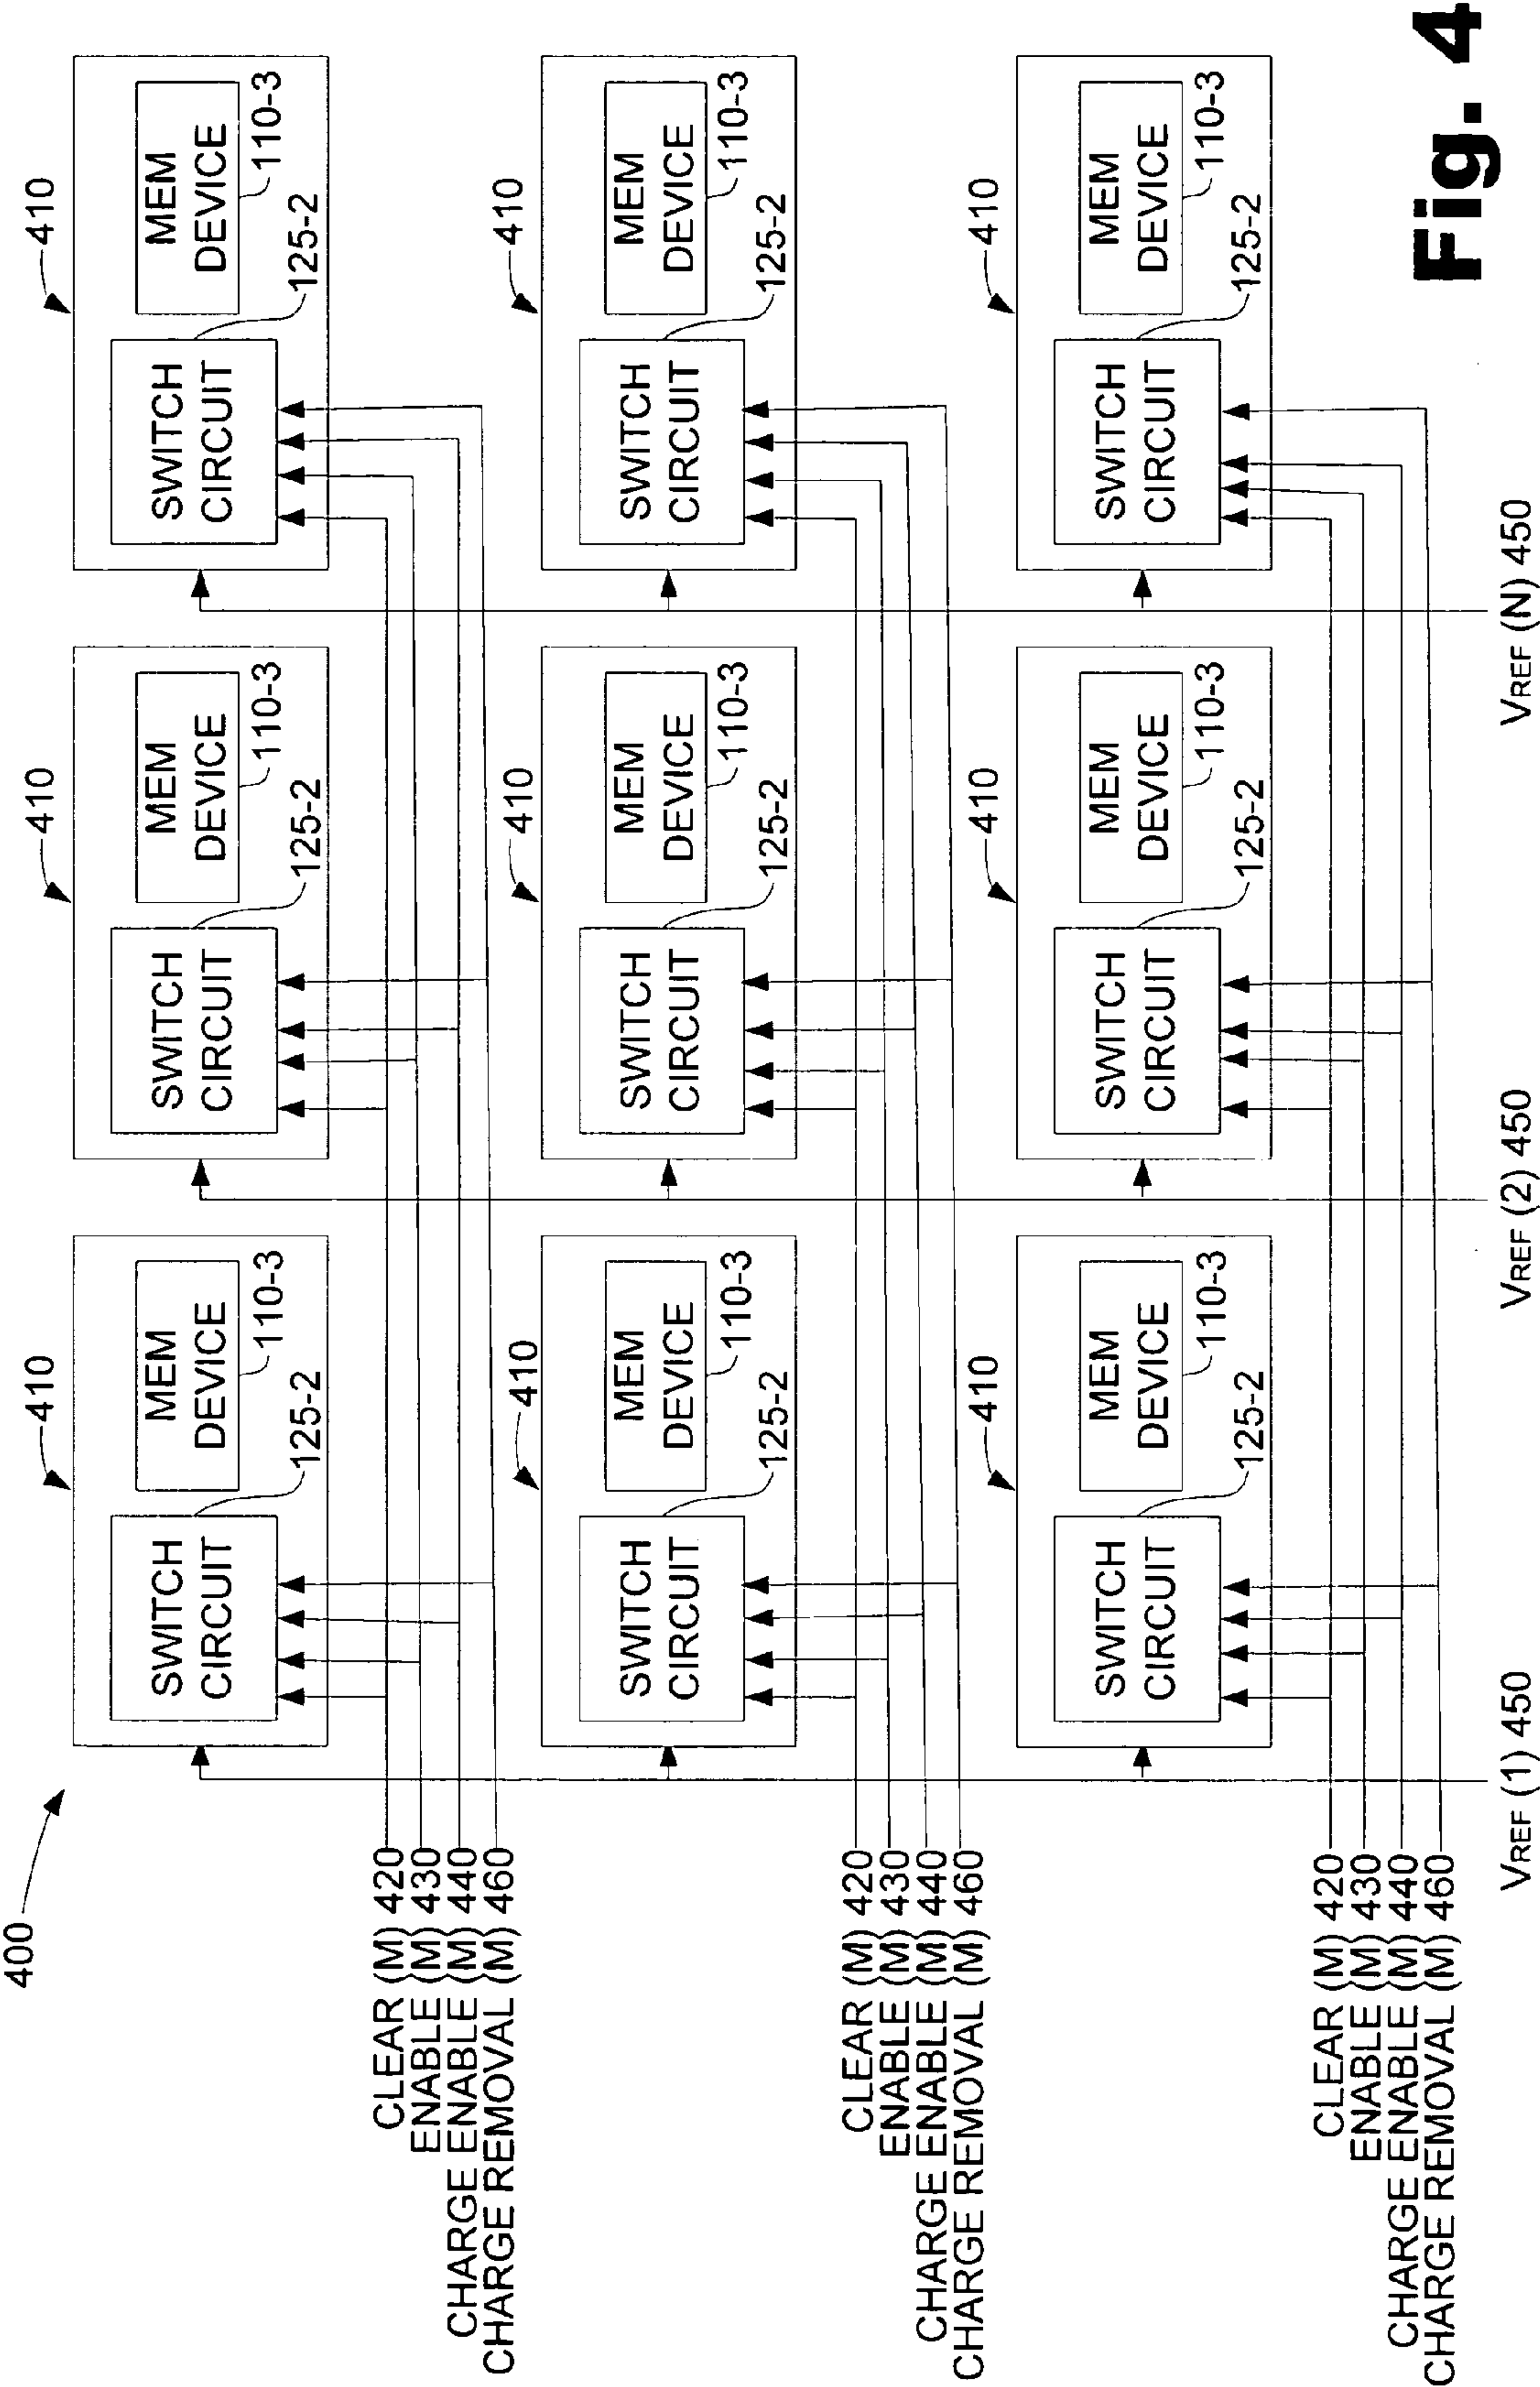 400
410
410
410
SWITCH
CIRCUIT
MEM
DEVICE
125-2
110-3
SWITCH
CIRCUIT
MEM
DEVICE
125-2
110-3
SWITCH
CIRCUIT
MEM
DEVICE
125-2
110-3
CLEAR (M) 420
ENABLE (M) 430
CHARGE ENABLE (M) 440
CHARGE REMOVAL (M) 460
410
410
410
SWITCH
CIRCUIT
MEM
DEVICE
125-2
110-3
SWITCH
CIRCUIT
MEM
DEVICE
125-2
110-3
SWITCH
CIRCUIT
MEM
DEVICE
125-2
110-3
CLEAR (M) 420
ENABLE (M) 430
CHARGE ENABLE (M) 440
CHARGE REMOVAL (M) 460
410
410
410
SWITCH
CIRCUIT
MEM
DEVICE
125-2
110-3
SWITCH
CIRCUIT
MEM
DEVICE
125-2
110-3
SWITCH
CIRCUIT
MEM
DEVICE
125-2
110-3
CLEAR (M) 420
ENABLE (M) 430
CHARGE ENABLE (M) 440
CHARGE REMOVAL (M) 460
VREF (1) 450
VREF (2) 450
VREF (N) 450
Fig. 4